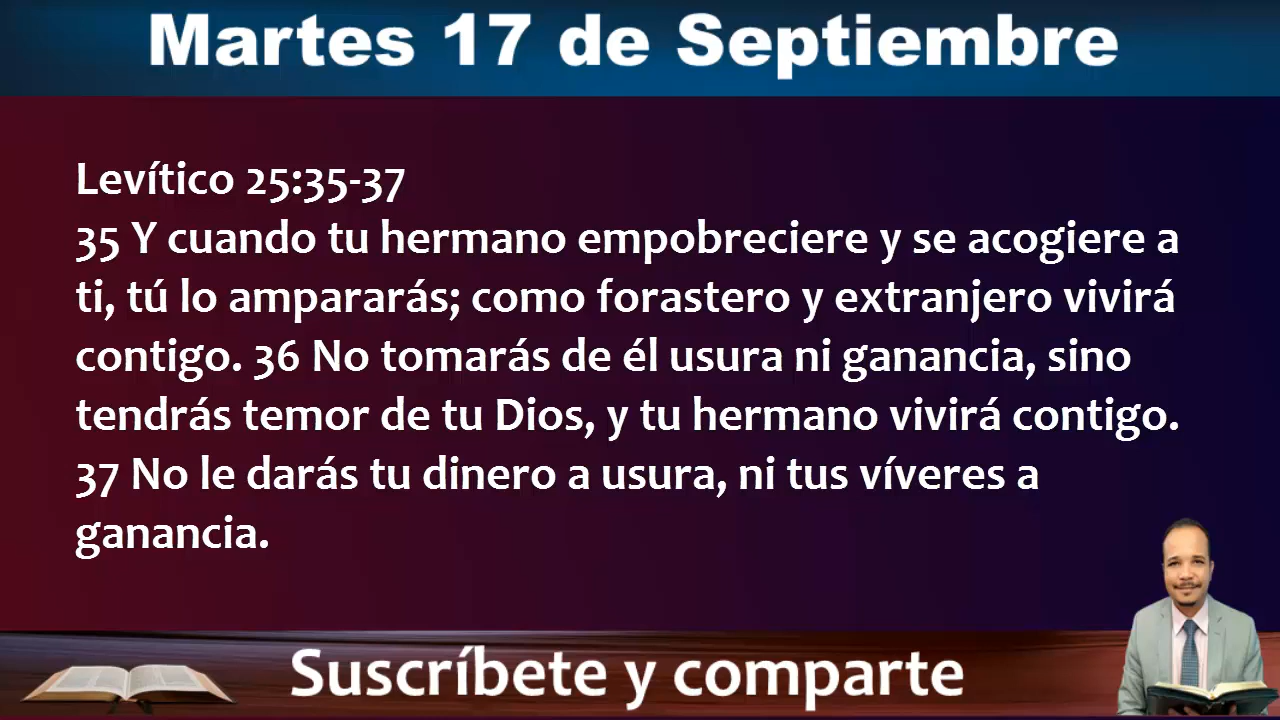 Martes 17 de Septiembre
Levítico 25:35-37
35 Y cuando tu hermano empobreciere y se acogiere a
ti, tú lo ampararás; como forastero y extranjero vivirá
contigo. 36 No tomarás de él usura ni ganancia, sino
tendrás temor de tu Dios, y tu hermano vivirá contigo.
37 No le darás tu dinero a usura, ni tus víveres a
ganancia.
Suscríbete y comparte